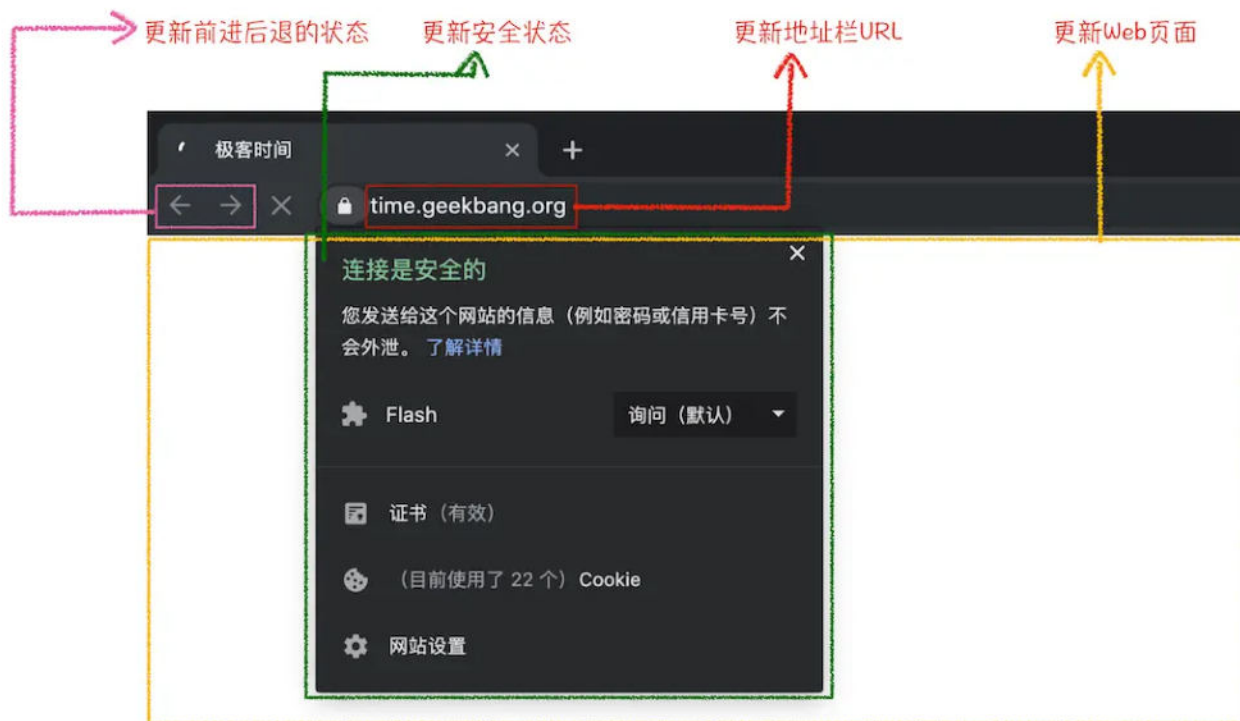 更新前进后退的状态
更新安全状态
更新地址栏URL
更新Web页面
极客时间
time.geekbang.org
连接是安全的
您发送给这个网站的信息（例如密码或信用卡号）不
会外泄。 了解详情
Flash
询问（默认）
证书（有效）
（目前使用了 22 个）Cookie
网站设置